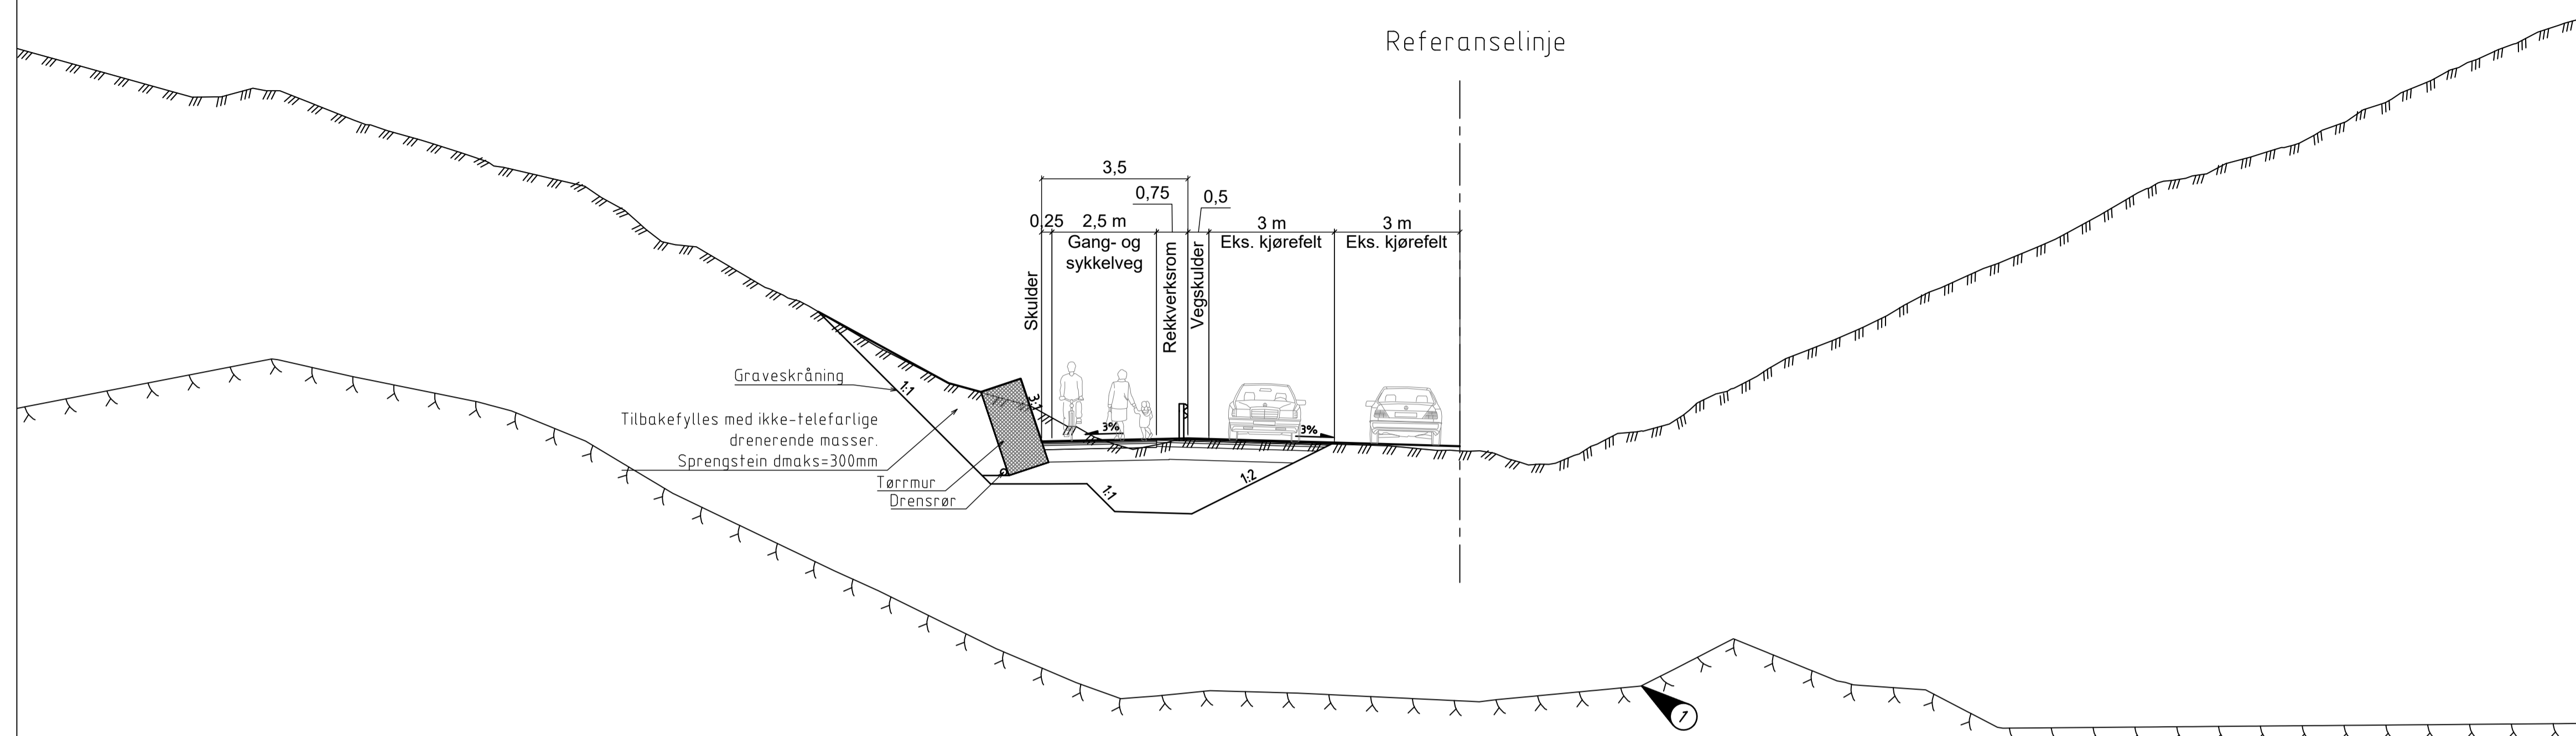 Referanselinje
3,5
0,75
0,5
0,25
2,5 m
3 m
3 m
Gang- og
sykkelveg
Eks. kjørefelt
Eks. kjørefelt
Skulder
Rekkverksrom
Vegskulder
Graveskråning
1:1
3:1
Tilbakefylles med ikke-telefarlige
drenerende masser.
Sprengstein dmaks=300mm
3%
3%
Tørrmur
Drensrør
1:1
1:2
1